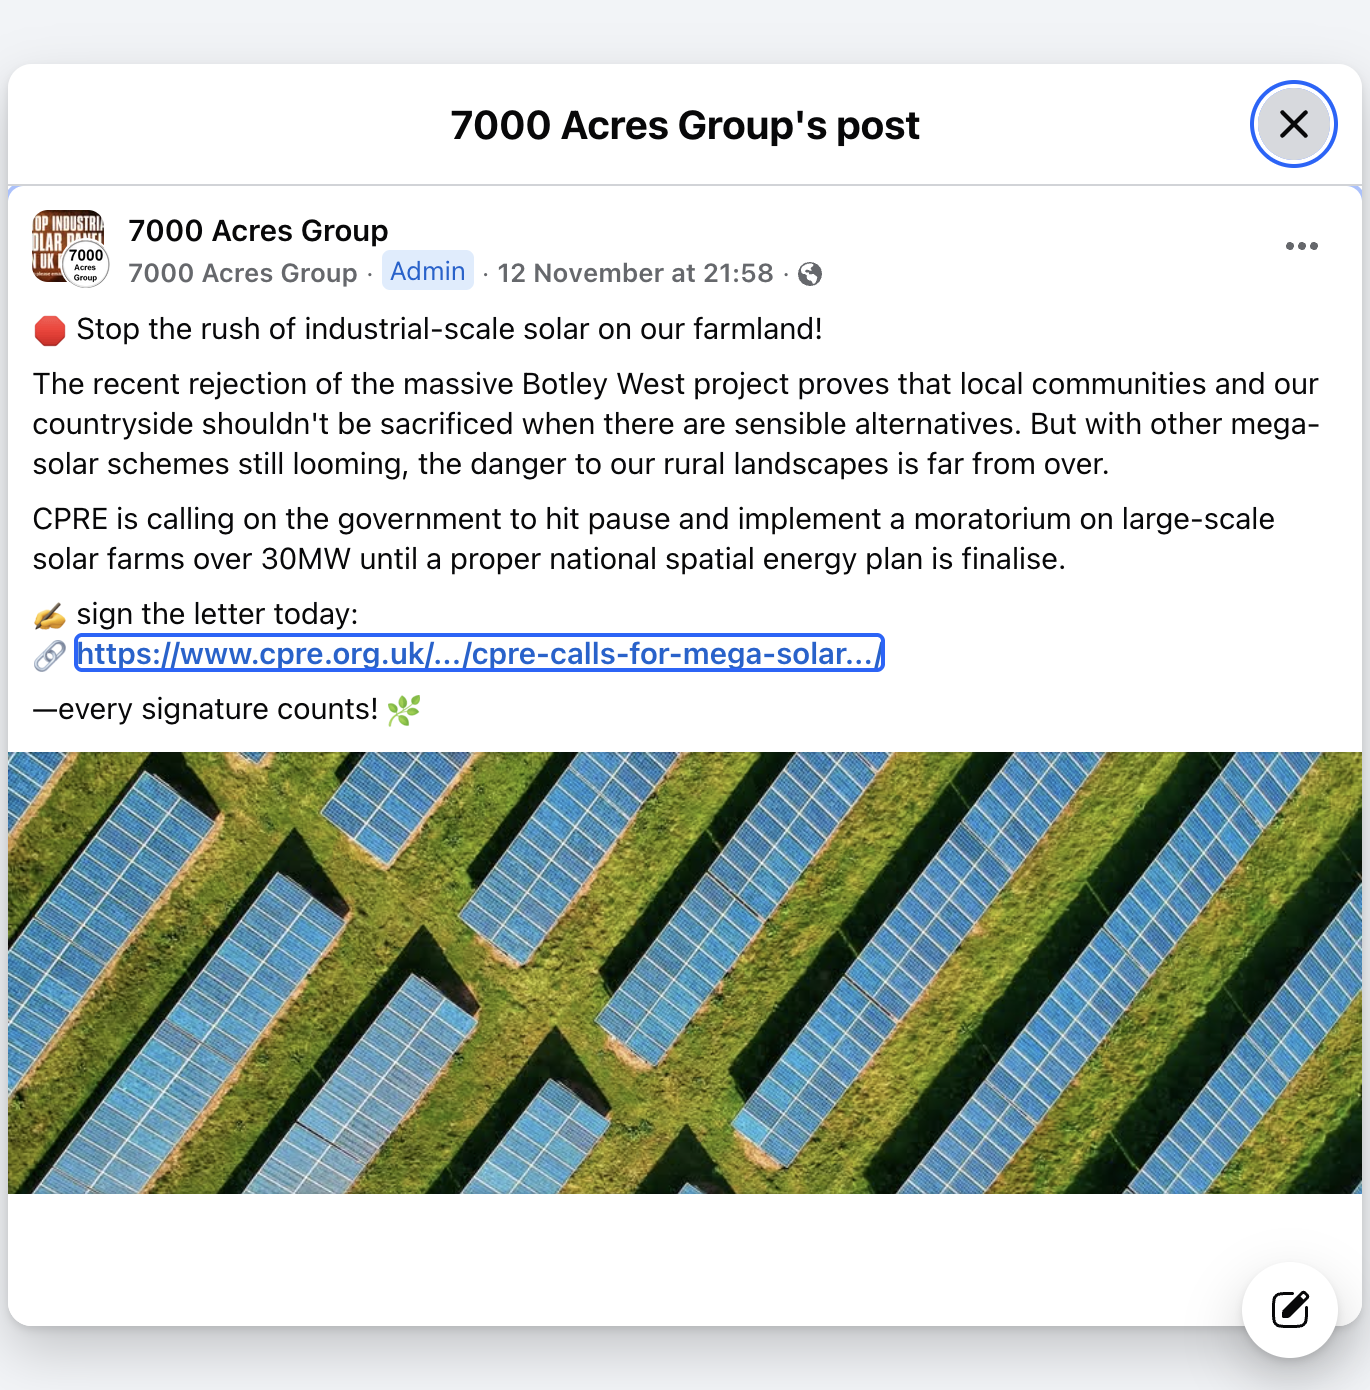 7000 Acres Group's post
OP INDUSTRIA
OLAR PANEL
N UK
7000
Acres
Group
7000 Acres Group
7000 Acres Group · Admin · 12 November at 21:58 ·
🛑 Stop the rush of industrial-scale solar on our farmland!
The recent rejection of the massive Botley West project proves that local communities and our
countryside shouldn't be sacrificed when there are sensible alternatives. But with other mega-
solar schemes still looming, the danger to our rural landscapes is far from over.
CPRE is calling on the government to hit pause and implement a moratorium on large-scale
solar farms over 30MW until a proper national spatial energy plan is finalise.
✍️ sign the letter today:
🔗 https://www.cpre.org.uk/.../cpre-calls-for-mega-solar.../
—every signature counts! 🌿